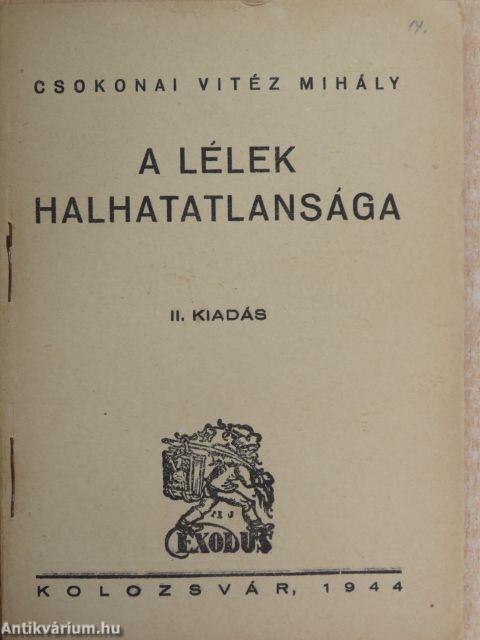 14.
CSOKONAI VITÉZ MIHÁLY
A LÉLEK
HALHATATLANSÁGA
II. KIADÁS
EXODUS
KOLOZSVÁR, 1944
Antikvárium.hu